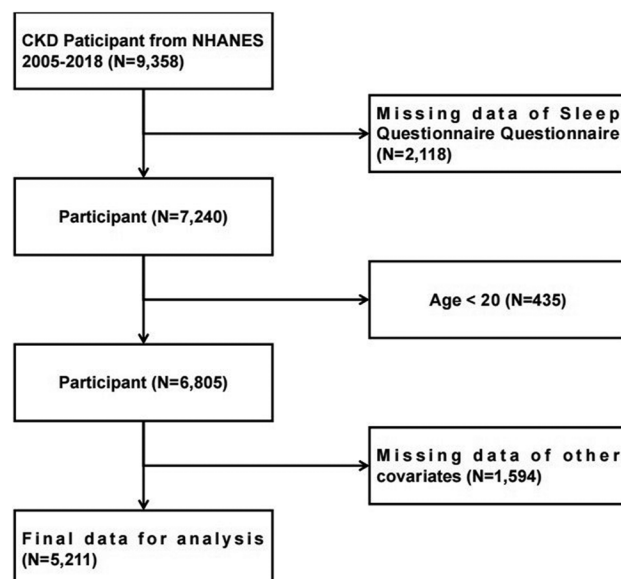 CKD Paticipant from NHANES
2005-2018 (N=9,358)
Missing data of Sleep
Questionnaire Questionnaire
(N=2,118)
Participant (N=7,240)
Age < 20 (N=435)
Participant (N=6,805)
Missing data of other
covariates (N=1,594)
Final data for analysis
(N=5,211)